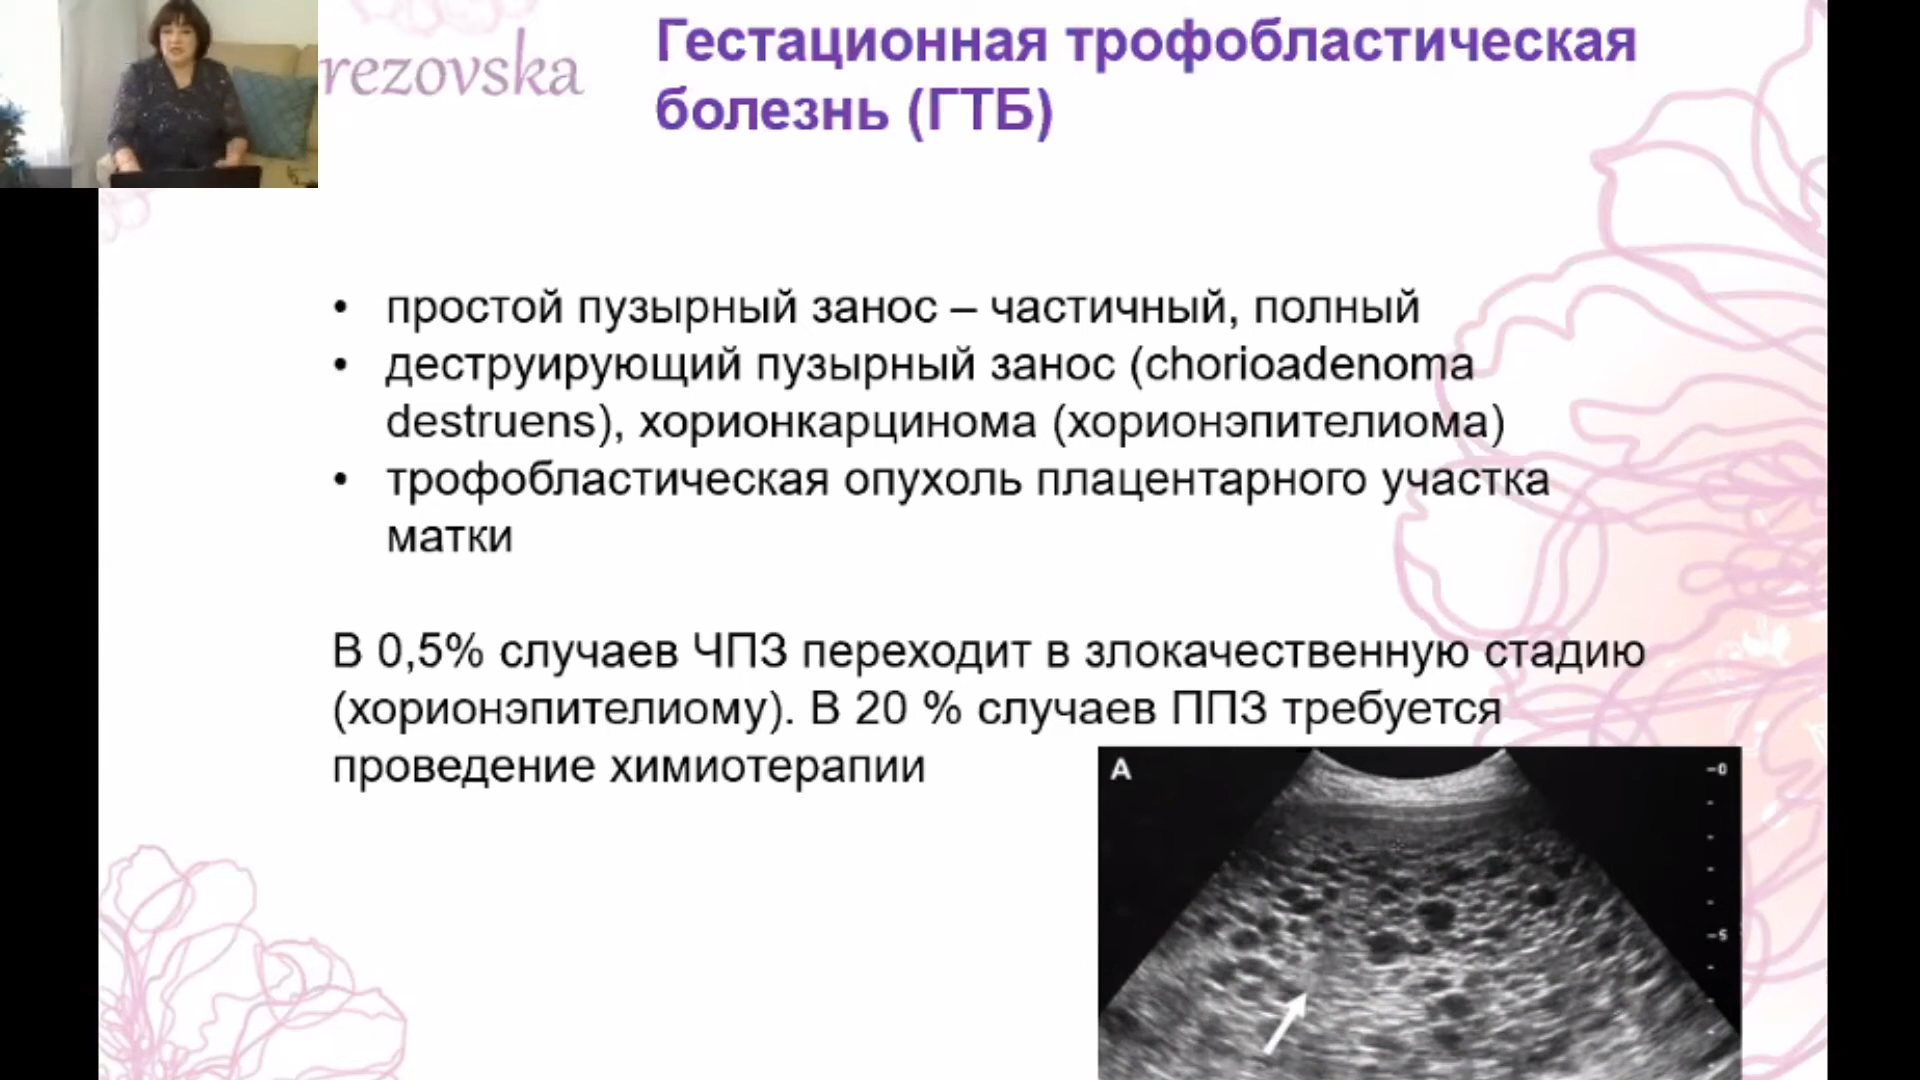 rezovska
Гестационная трофобластическая
болезнь (ГТБ)
• простой пузырный занос – частичный, полный
• деструирующий пузырный занос (chorioadenoma
destruens), хорионкарцинома (хорионэпителиома)
• трофобластическая опухоль плацентарного участка
матки
В 0,5% случаев ЧПЗ переходит в злокачественную стадию
(хорионэпителиому). В 20 % случаев ППЗ требуется
проведение химиотерапии
A
0
5